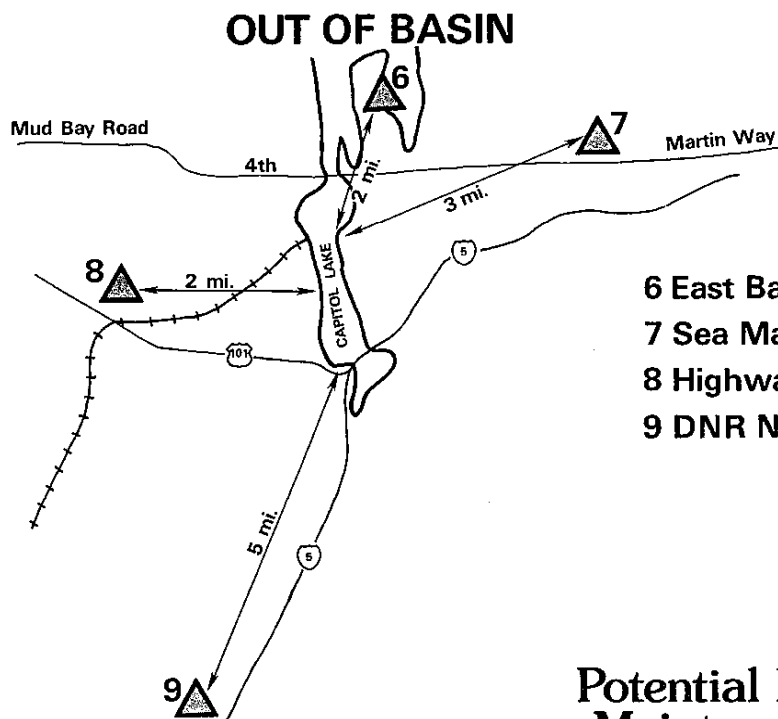 OUT OF BASIN
6
7
Mud Bay Road
Martin Way
4th
2 mi.
3 mi.
5
8
2 mi.
CAPITOL LAKE
101
6 East Ba
7 Sea Ma
8 Highwa
9 DNR N
5 mi.
5
9
Potential